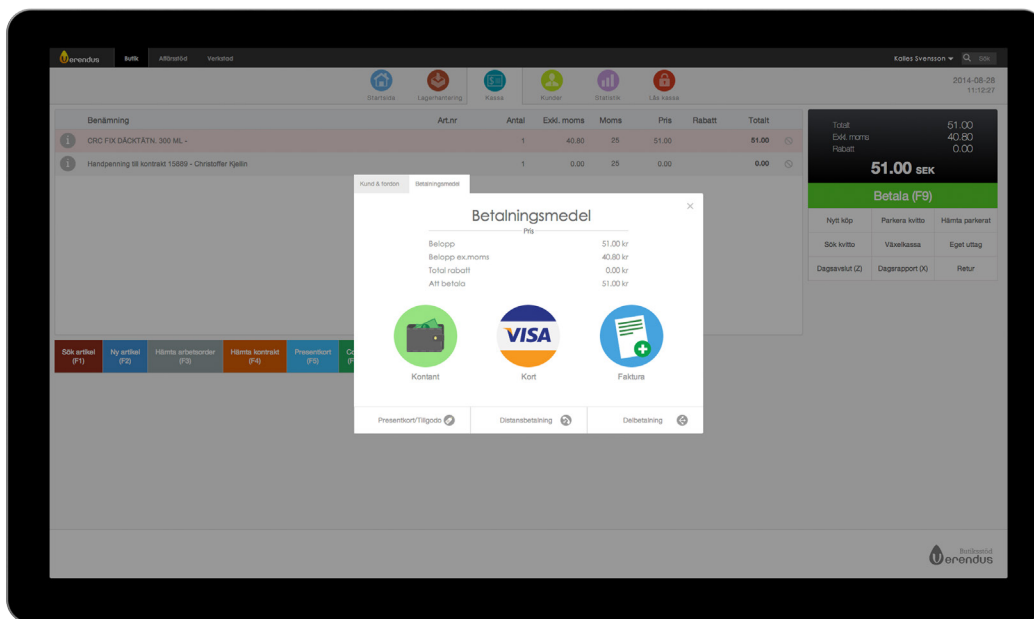 Verendus Butik Affärsstöd Verkstad Kalles Svensson Sök
Startsida Lagerhantering Kassa Kunder Statistik Lås kassa
2014-08-28
11:12:27
Benämning Art.nr Antal Exkl. moms Moms Pris Rabatt Totalt
CRC FIX DÄCKTÄTN. 300 ML - 1 40.80 25 51.00 51.00
Handpenning till kontrakt 15889 - Christoffer Kjellin 1 0.00 25 0.00 0.00
Totalt 51.00
Exkl. moms 40.80
Rabatt 0.00
51.00 SEK
Betala (F9)
Nytt köp Parkera kvitto Hämta parkerat
Sök kvitto Växelkassa Eget uttag
Dagsavslut (Z) Dagsrapport (X) Retur
Kund & fordon Betalningsmedel
Betalningsmedel
Pris
Belopp 51.00 kr
Belopp ex.moms 40.80 kr
Total rabatt 0.00 kr
Att betala 51.00 kr
VISA
Kontant Kort Faktura
Presentkort/Tillgodo Distansbetalning Delbetalning
Sök artikel
(F1)
Ny artikel
(F2)
Hämta arbetsorder
(F3)
Hämta kontrakt
(F4)
Presentkort
(F5)
Butiksstöd
Verendus